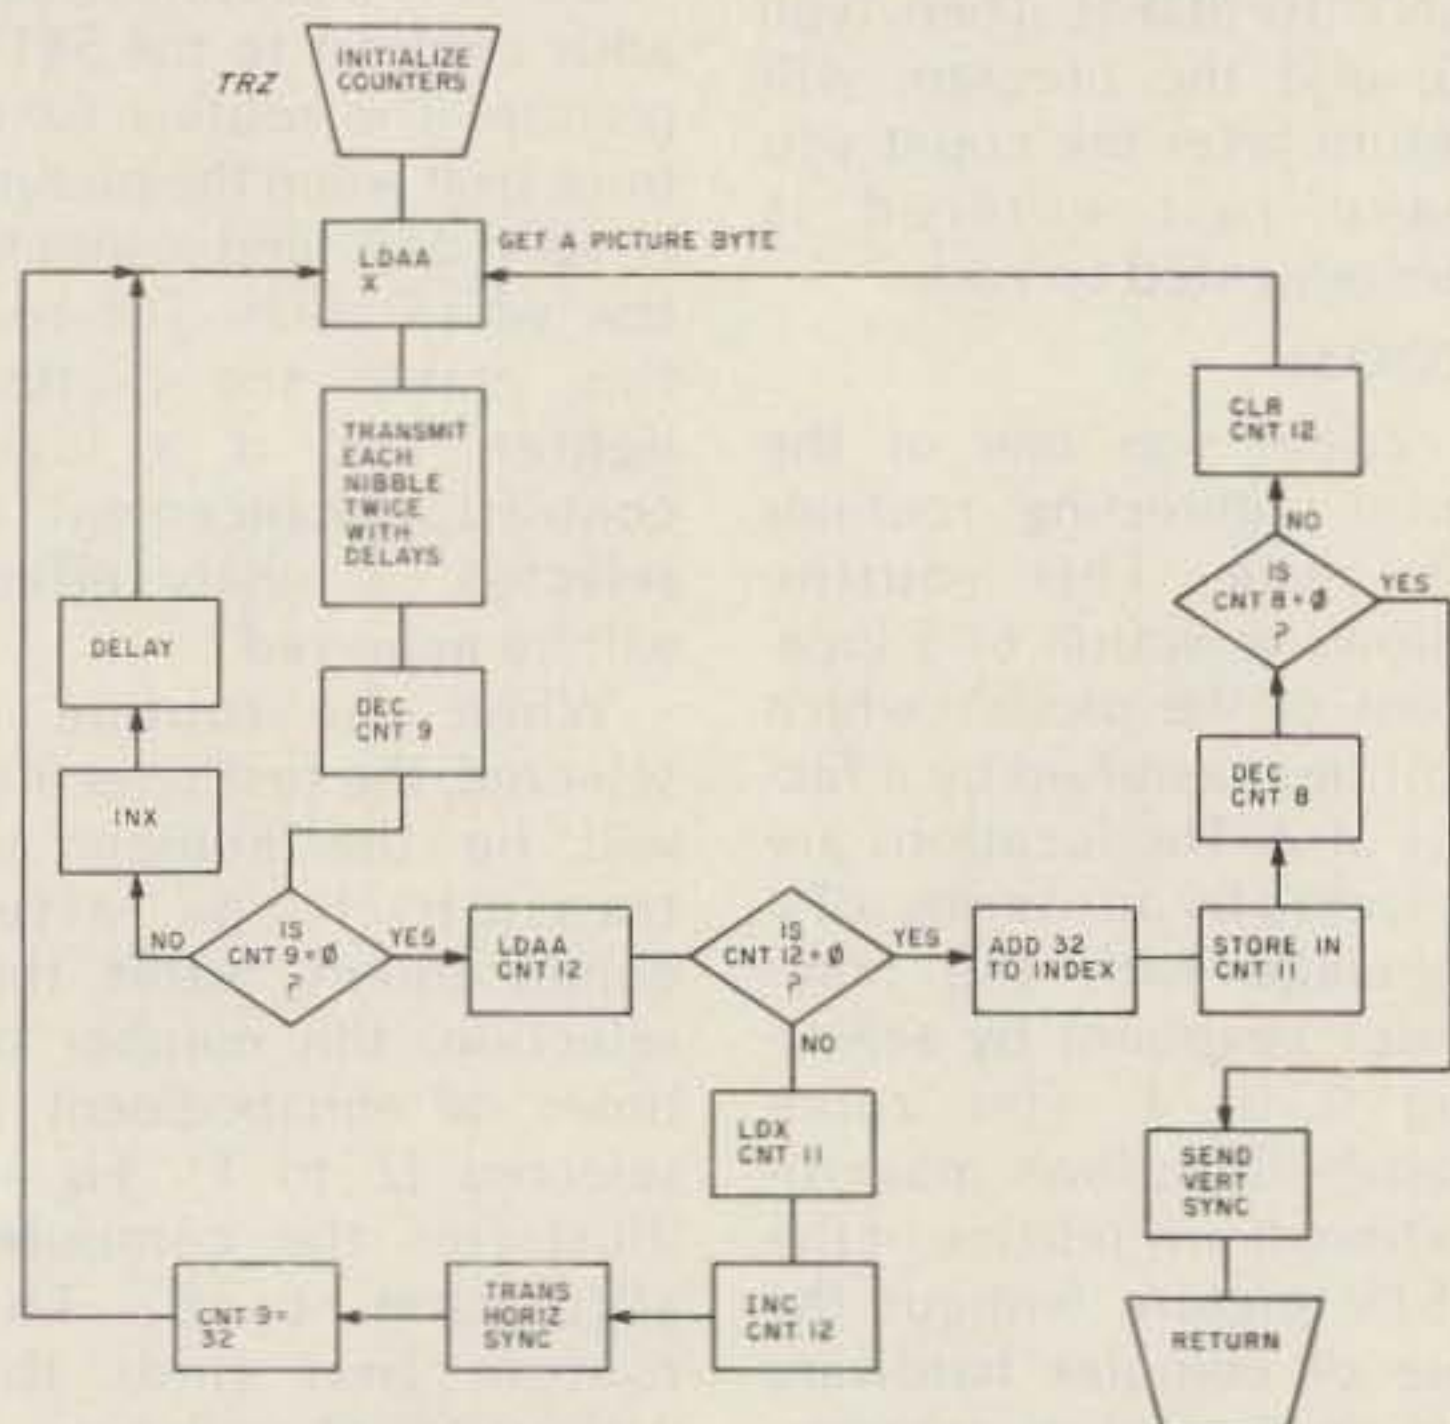 TRZ
INITIALIZE
COUNTERS
LDAA
X
GET A PICTURE BYTE
TRANSMIT
EACH
NIBBLE
TWICE
WITH
DELAYS
DEC
CNT 9
DELAY
INX
IS
CNT 9=Ø
?
NO
YES
LDAA
CNT 12
IS
CNT 12=Ø
?
YES
NO
ADD 32
TO INDEX
STORE IN
CNT 11
DEC
CNT 8
IS
CNT 8=Ø
?
NO
YES
CLR
CNT 12
LDX
CNT 11
INC
CNT 12
TRANS
HORIZ
SYNC
CNT 9=
32
SEND
VERT
SYNC
RETURN